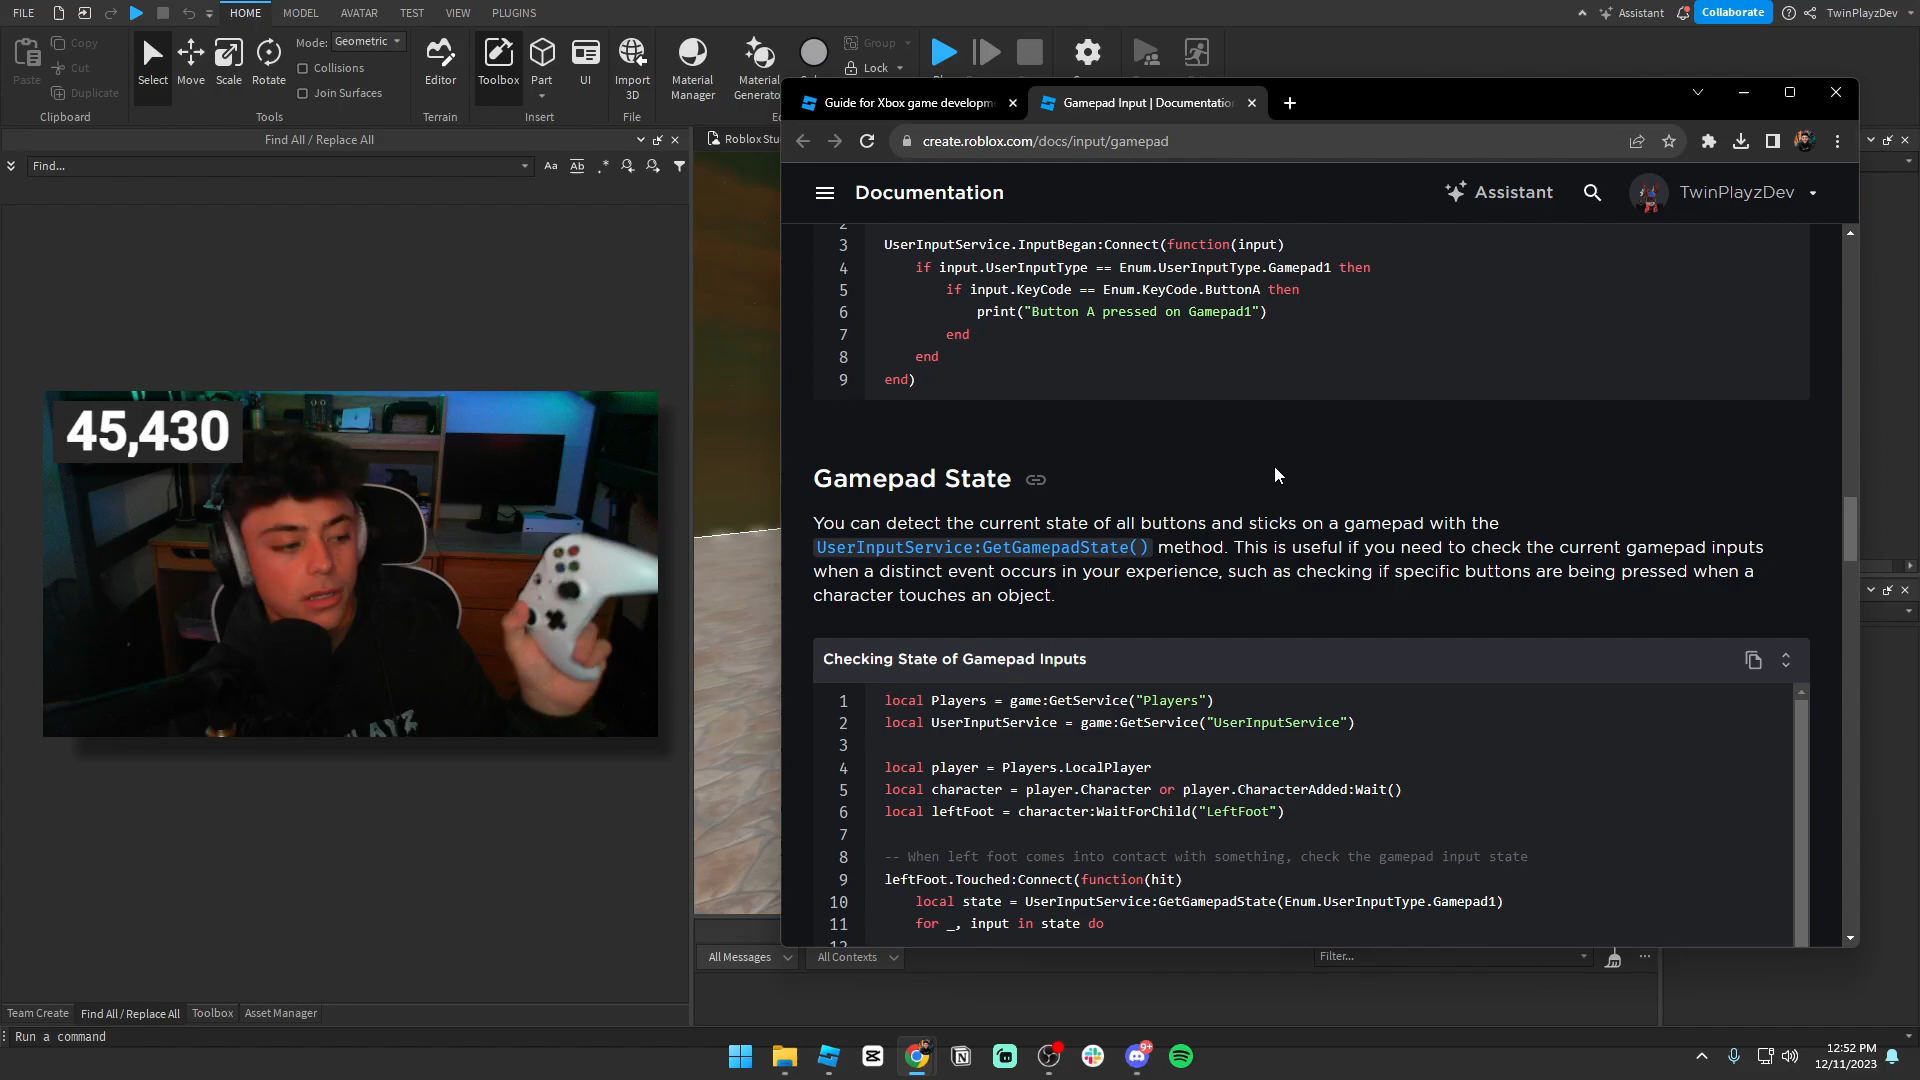 FILE HOME MODEL AVATAR TEST VIEW PLUGINS
Assistant Collaborate TwinPlayzDev
Paste Copy Cut Duplicate
Clipboard
Select Move Scale Rotate
Mode: Geometric
Collisions
Join Surfaces
Tools
Editor
Terrain
Toolbox Part UI
Insert
Import 3D
File
Material Manager
Material
Group
Lock
Find All / Replace All
Find...
Aa Ab .*
Roblox Stu
45,430
Guide for Xbox game developm
Gamepad Input | Documentatio
create.roblox.com/docs/input/gamepad
Documentation
Assistant
TwinPlayzDev
2
3 UserInputService.InputBegan:Connect(function(input)
4 if input.UserInputType == Enum.UserInputType.Gamepad1 then
5 if input.KeyCode == Enum.KeyCode.ButtonA then
6 print("Button A pressed on Gamepad1")
7 end
8 end
9 end)
Gamepad State
You can detect the current state of all buttons and sticks on a gamepad with the
UserInputService:GetGamepadState() method. This is useful if you need to check the current gamepad inputs
when a distinct event occurs in your experience, such as checking if specific buttons are being pressed when a
character touches an object.
Checking State of Gamepad Inputs
1 local Players = game:GetService("Players")
2 local UserInputService = game:GetService("UserInputService")
3
4 local player = Players.LocalPlayer
5 local character = player.Character or player.CharacterAdded:Wait()
6 local leftFoot = character:WaitForChild("LeftFoot")
7
8 -- When left foot comes into contact with something, check the gamepad input state
9 leftFoot.Touched:Connect(function(hit)
10 local state = UserInputService:GetGamepadState(Enum.UserInputType.Gamepad1)
11 for _, input in state do
12
All Messages All Contexts Filter...
Team Create Find All / Replace All Toolbox Asset Manager
Run a command
9+
12:52 PM
12/11/2023